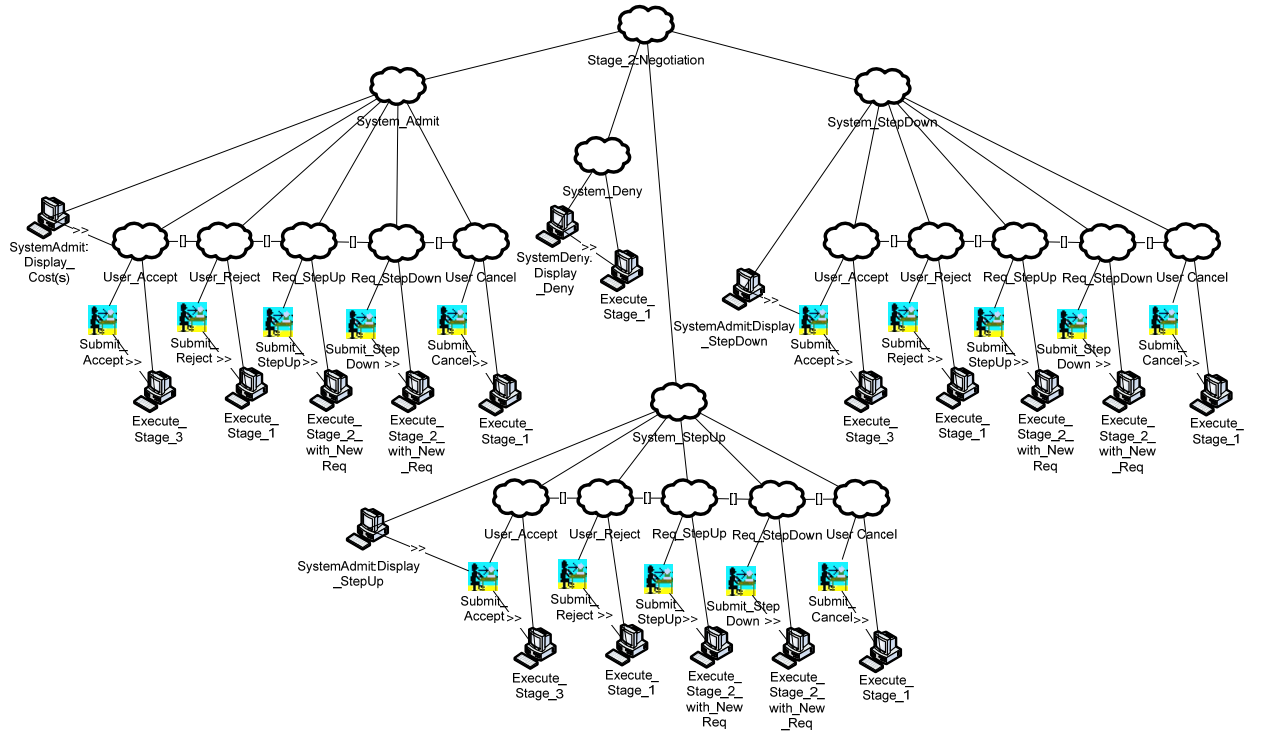 Stage_2:Negotiation
System_Admit
System_StepDown
System_Deny
SystemAdmit:
Display_
Cost(s)
>>
User_Accept
[]
User_Reject
[]
Req_StepUp
[]
Req_StepDown
[]
User Cancel
SystemDeny.
Display
_Deny
>>
Execute_
Stage_1
SystemAdmit:Display
_StepDown
>>
User_Accept
[]
User_Reject
[]
Req_StepUp
[]
Req_StepDown
[]
User Cancel
Submit_
Accept>>
Submit_
Reject >>
Submit_
StepUp>>
Submit_Step
Down >>
Submit_
Cancel>>
Submit_
Accept>>
Submit_
Reject >>
Submit_
StepUp>>
Submit_Step
Down >>
Submit_
Cancel>>
Execute_
Stage_3
Execute_
Stage_1
Execute_
Stage_2_
with_New
Req
Execute_
Stage_2_
with_New
_Req
Execute_
Stage_1
Execute_
Stage_3
Execute_
Stage_1
Execute_
Stage_2_
with_New
Req
Execute_
Stage_2_
with_New
_Req
Execute_
Stage_1
System_StepUp
SystemAdmit:Display
_StepUp
>>
User_Accept
[]
User_Reject
[]
Req_StepUp
[]
Req_StepDown
[]
User Cancel
Submit_
Accept>>
Submit_
Reject >>
Submit_
StepUp>>
Submit_Step
Down >>
Submit_
Cancel>>
Execute_
Stage_3
Execute_
Stage_1
Execute_
Stage_2_
with_New
Req
Execute_
Stage_2_
with_New
_Req
Execute_
Stage_1